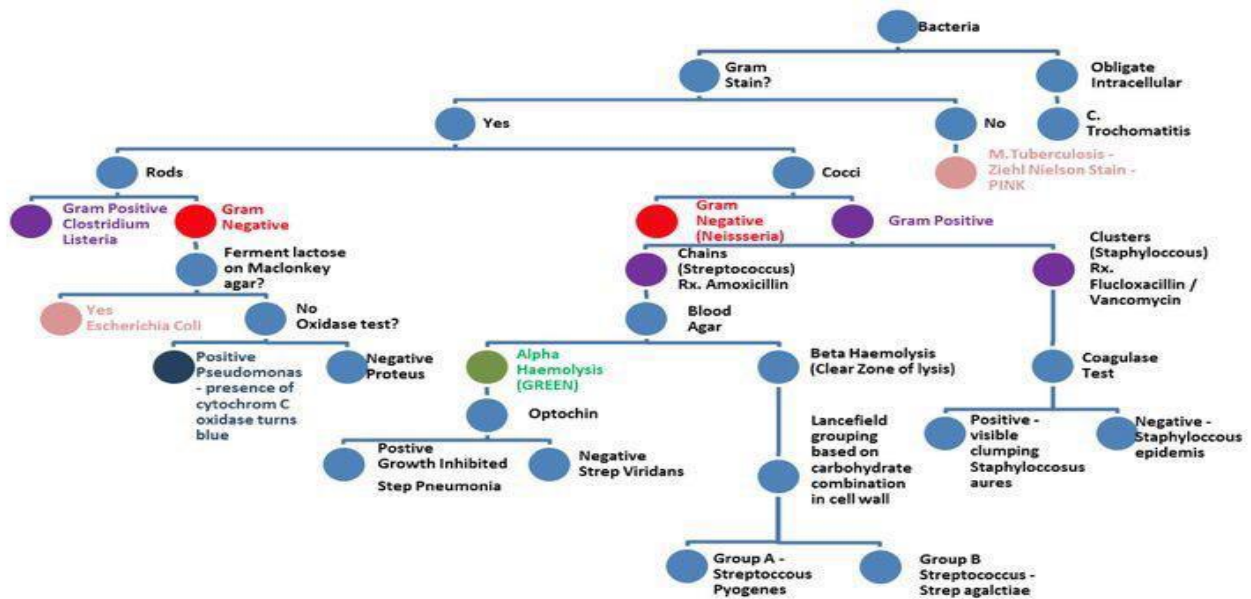 Bacteria
Gram
Stain?
Obligate
Intracellular
Yes
No
C.
Trochomatitis
Rods
Cocci
M.Tuberculosis -
Ziehl Nielson Stain -
PINK
Gram Positive
Clostridium
Listeria
Gram
Negative
Gram
Negative
(Neissseria)
Gram Positive
Ferment lactose
on Maclonkey
agar?
Chains
(Streptococcus)
Rx. Amoxicillin
Clusters
(Staphyloccous)
Rx.
Flucloxacillin /
Vancomycin
Yes
Escherichia Coli
No
Oxidase test?
Blood
Agar
Positive
Pseudomonas
- presence of
cytochrom C
oxidase turns
blue
Negative
Proteus
Alpha
Haemolysis
(GREEN)
Beta Haemolysis
(Clear Zone of lysis)
Coagulase
Test
Optochin
Postive
Growth Inhibited
Step Pneumonia
Negative
Strep Viridans
Lancefield
grouping
based on
carbohydrate
combination
in cell wall
Positive -
visible
clumping
Staphyloccosus
aures
Negative -
Staphyloccous
epidemis
Group A -
Streptoccous
Pyogenes
Group B
Streptococcus -
Strep agalctiae